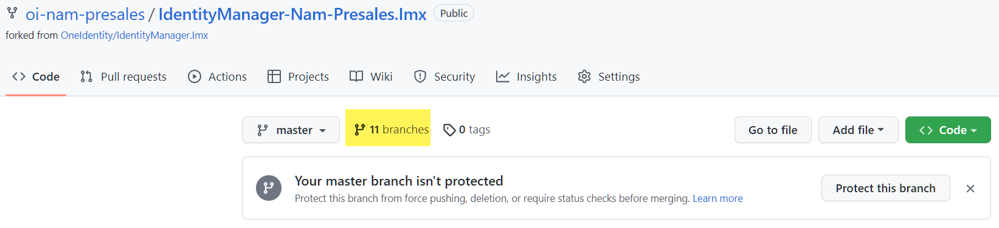 oi-nam-presales / IdentityManager-Nam-Presales.Imx Public
forked from OneIdentity/IdentityManager.Imx
Code Pull requests Actions Projects Wiki Security Insights Settings
master 11 branches 0 tags Go to file Add file Code
Your master branch isn't protected
Protect this branch from force pushing, deletion, or require status checks before merging. Learn more
Protect this branch